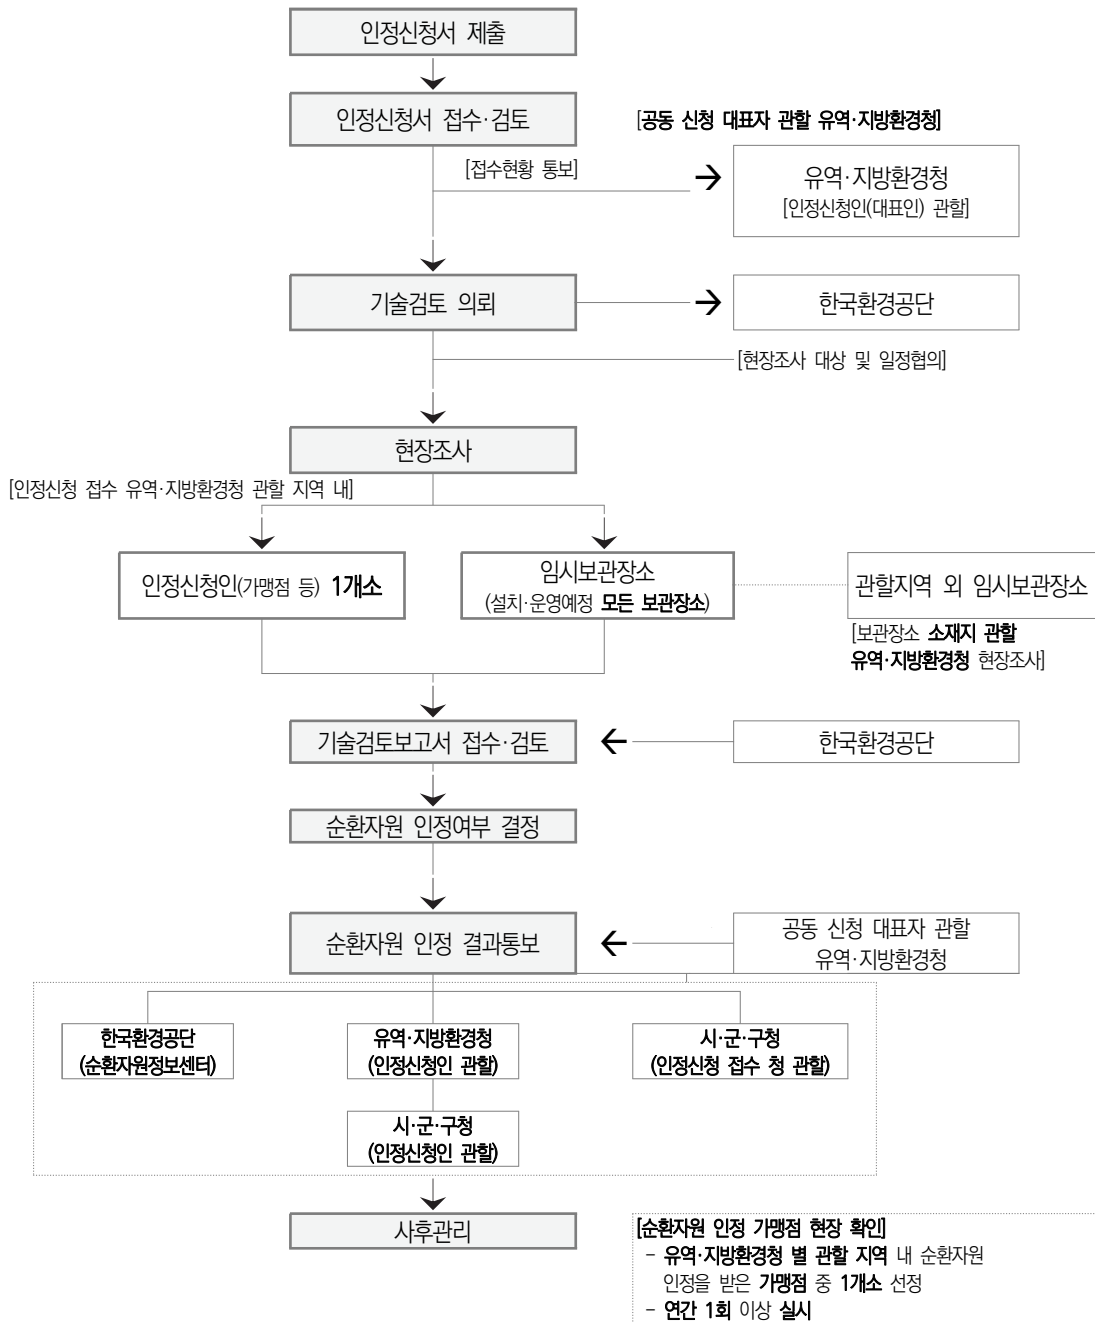 인정신청서 제출
인정신청서 접수·검토
[공동 신청 대표자 관할 유역·지방환경청]
[접수현황 통보]
유역·지방환경청
[인정신청인(대표인) 관할]
기술검토 의뢰
한국환경공단
[현장조사 대상 및 일정협의]
현장조사
[인정신청 접수 유역·지방환경청 관할 지역 내]
인정신청인(가맹점 등) 1개소
임시보관장소
(설치·운영예정 모든 보관장소)
관할지역 외 임시보관장소
[보관장소 소재지 관할
유역·지방환경청 현장조사]
기술검토보고서 접수·검토
한국환경공단
순환자원 인정여부 결정
순환자원 인정 결과통보
공동 신청 대표자 관할
유역·지방환경청
한국환경공단
(순환자원정보센터)
유역·지방환경청
(인정신청인 관할)
시·군·구청
(인정신청 접수 청 관할)
시·군·구청
(인정신청인 관할)
사후관리
[순환자원 인정 가맹점 현장 확인]
- 유역·지방환경청 별 관할 지역 내 순환자원
인정을 받은 가맹점 중 1개소 선정
- 연간 1회 이상 실시